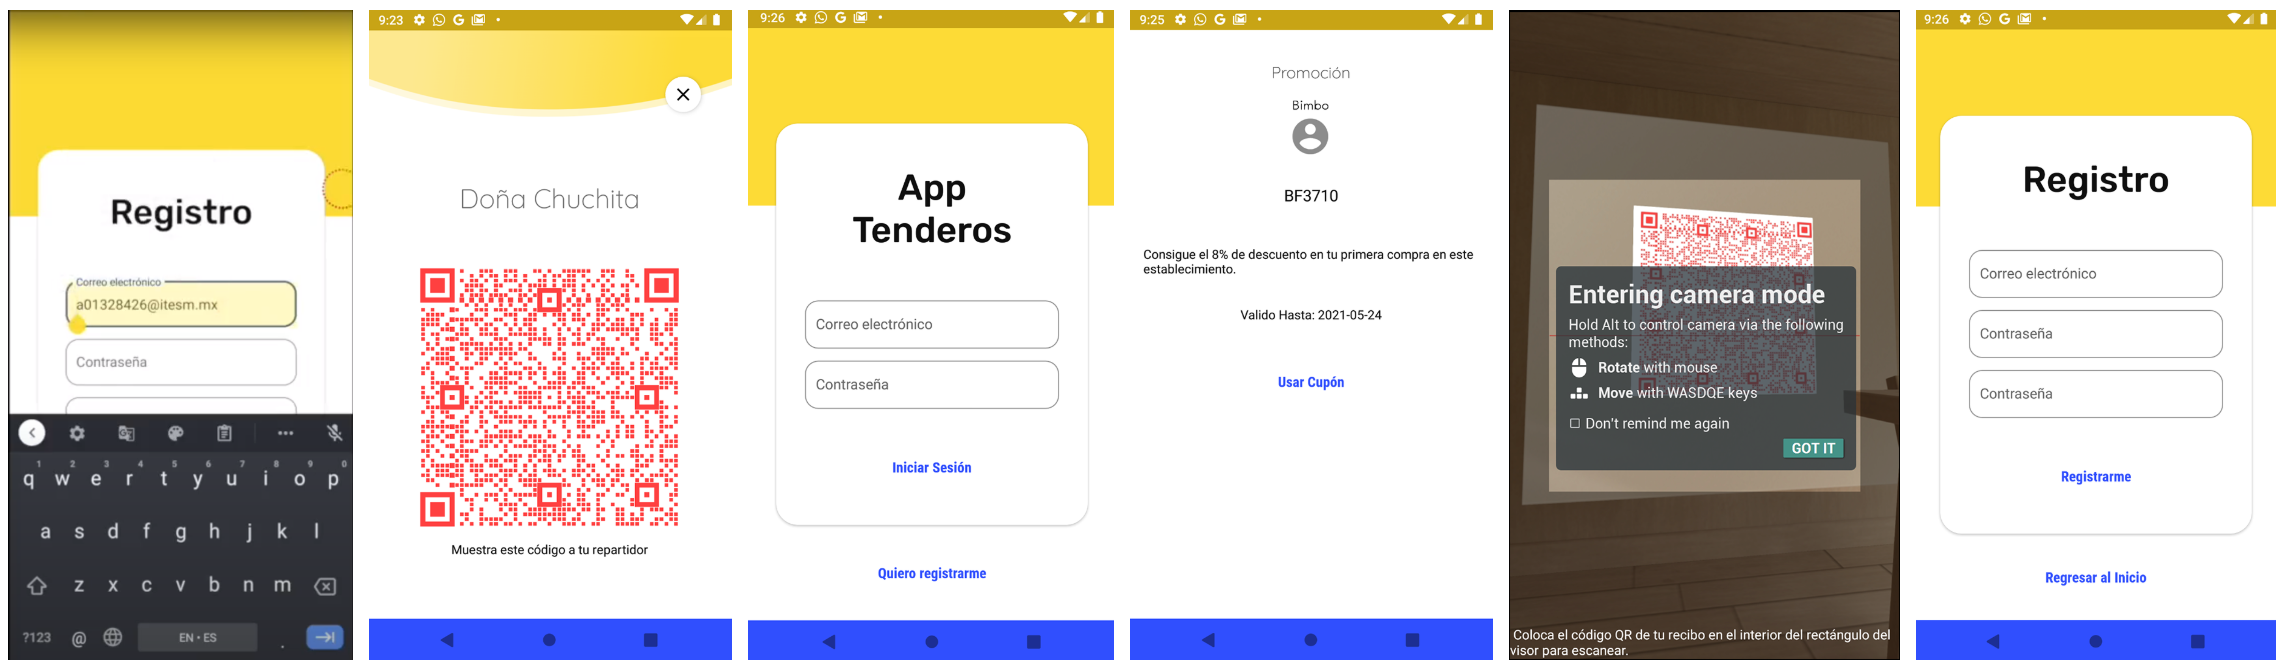 Registro
Correo electrónico
a01328426@itesm.mx
Contraseña
1 2 3 4 5 6 7 8 9 0
q w e r t y u i o p
a s d f g h j k l
z x c v b n m
?123 @ EN • ES .
9:23
Doña Chuchita
Muestra este código a tu repartidor
9:26
App
Tenderos
Correo electrónico
Contraseña
Iniciar Sesión
Quiero registrarme
9:25
Promoción
Bimbo
BF3710
Consigue el 8% de descuento en tu primera compra en este
establecimiento.
Valido Hasta: 2021-05-24
Usar Cupón
Entering camera mode
Hold Alt to control camera via the following
methods:
Rotate with mouse
Move with WASDQE keys
Don't remind me again
GOT IT
Coloca el código QR de tu recibo en el interior del rectángulo del
visor para escanear.
9:26
Registro
Correo electrónico
Contraseña
Contraseña
Registrarme
Regresar al Inicio